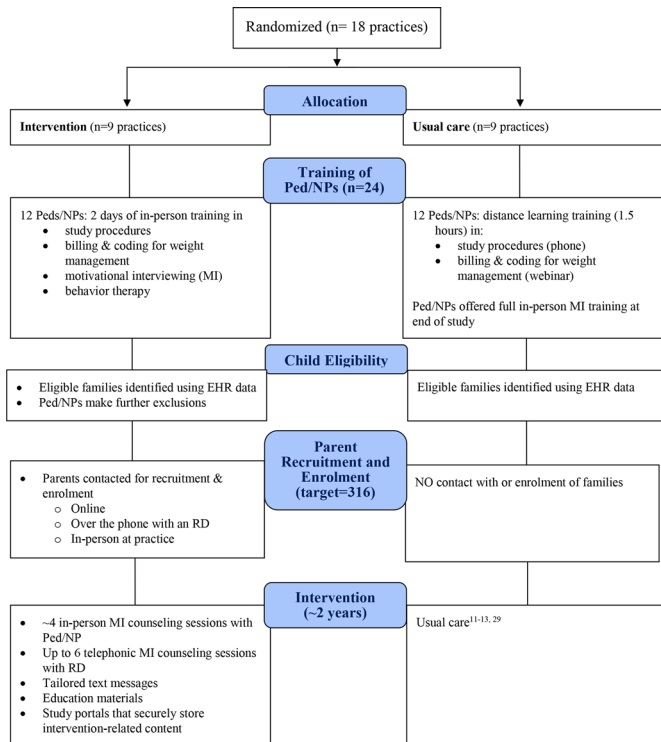 Randomized (n= 18 practices)
Allocation
Intervention (n=9 practices)
Usual care (n=9 practices)
Training of
Ped/NPs (n=24)
12 Peds/NPs: 2 days of in-person training in
• study procedures
• billing & coding for weight
management
• motivational interviewing (MI)
• behavior therapy
12 Peds/NPs: distance learning training (1.5
hours) in:
• study procedures (phone)
• billing & coding for weight
management (webinar)
Ped/NPs offered full in-person MI training at
end of study
Child Eligibility
• Eligible families identified using EHR data
• Ped/NPs make further exclusions
Eligible families identified using EHR data
Parent
Recruitment and
Enrolment
(target=316)
• Parents contacted for recruitment &
enrolment
o Online
o Over the phone with an RD
o In-person at practice
NO contact with or enrolment of families
Intervention
(~2 years)
• ~4 in-person MI counseling sessions with
Ped/NP
• Up to 6 telephonic MI counseling sessions
with RD
• Tailored text messages
• Education materials
• Study portals that securely store
intervention-related content
Usual care11-13, 29